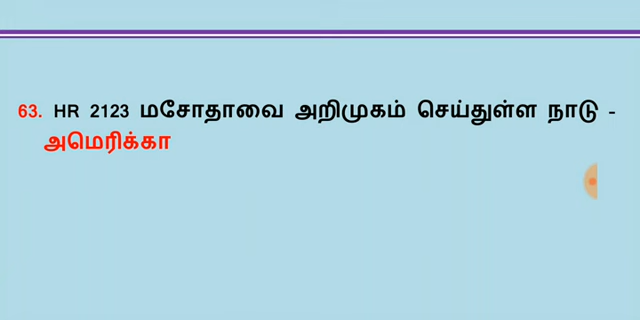 63. HR 2123 மசோதாவை அறிமுகம் செய்துள்ள நாடு -
அமெரிக்கா